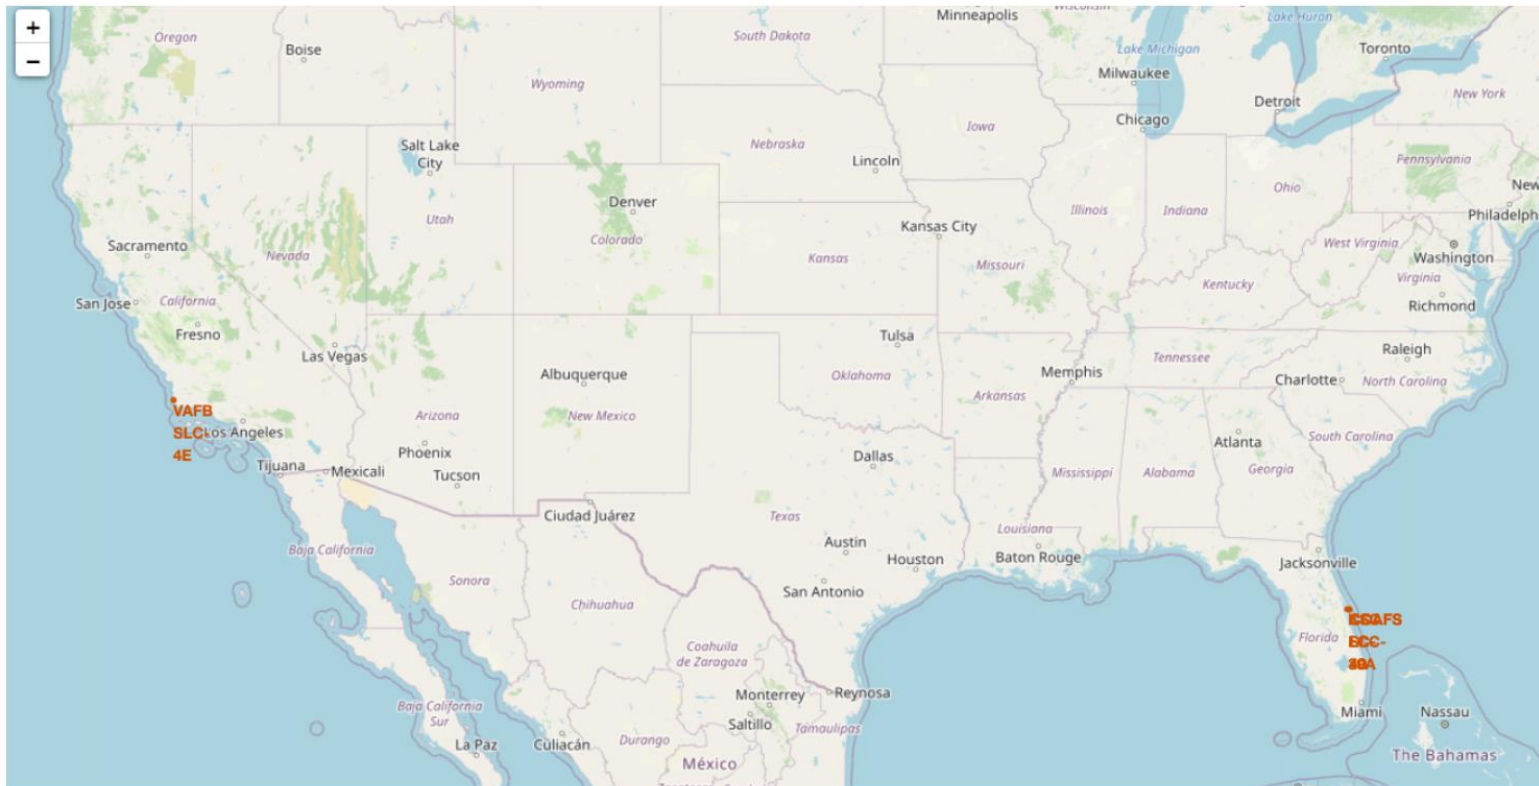 +
−
Oregon
Boise
Wyoming
South Dakota
Minneapolis
Wisconsin
Lake Michigan
Lake Huron
Toronto
Milwaukee
Detroit
New York
Chicago
Iowa
Nebraska
Lincoln
Salt Lake
City
Utah
Denver
Colorado
Kansas
Kansas City
Missouri
Illinois
Indiana
Ohio
Pennsylvania
New
Philadelph
West Virginia
Washington
Virginia
Richmond
Kentucky
Sacramento
Nevada
San Jose
California
Fresno
Las Vegas
Albuquerque
New Mexico
Arizona
Phoenix
Tucson
Tulsa
Oklahoma
Arkansas
Memphis
Tennessee
Raleigh
Charlotte
North Carolina
South Carolina
Atlanta
Georgia
Alabama
Mississippi
VAFB
SLC-
4E
Los Angeles
Tijuana
Mexicali
Dallas
Texas
Ciudad Juárez
Austin
Houston
San Antonio
Louisiana
Baton Rouge
Jacksonville
Florida
Miami
Nassau
The Bahamas
Baja California
Sonora
Chihuahua
Coahuila
de Zaragoza
Monterrey
Reynosa
Saltillo
Tamaulipas
Baja California
Sur
La Paz
Culiacán
Durango
México